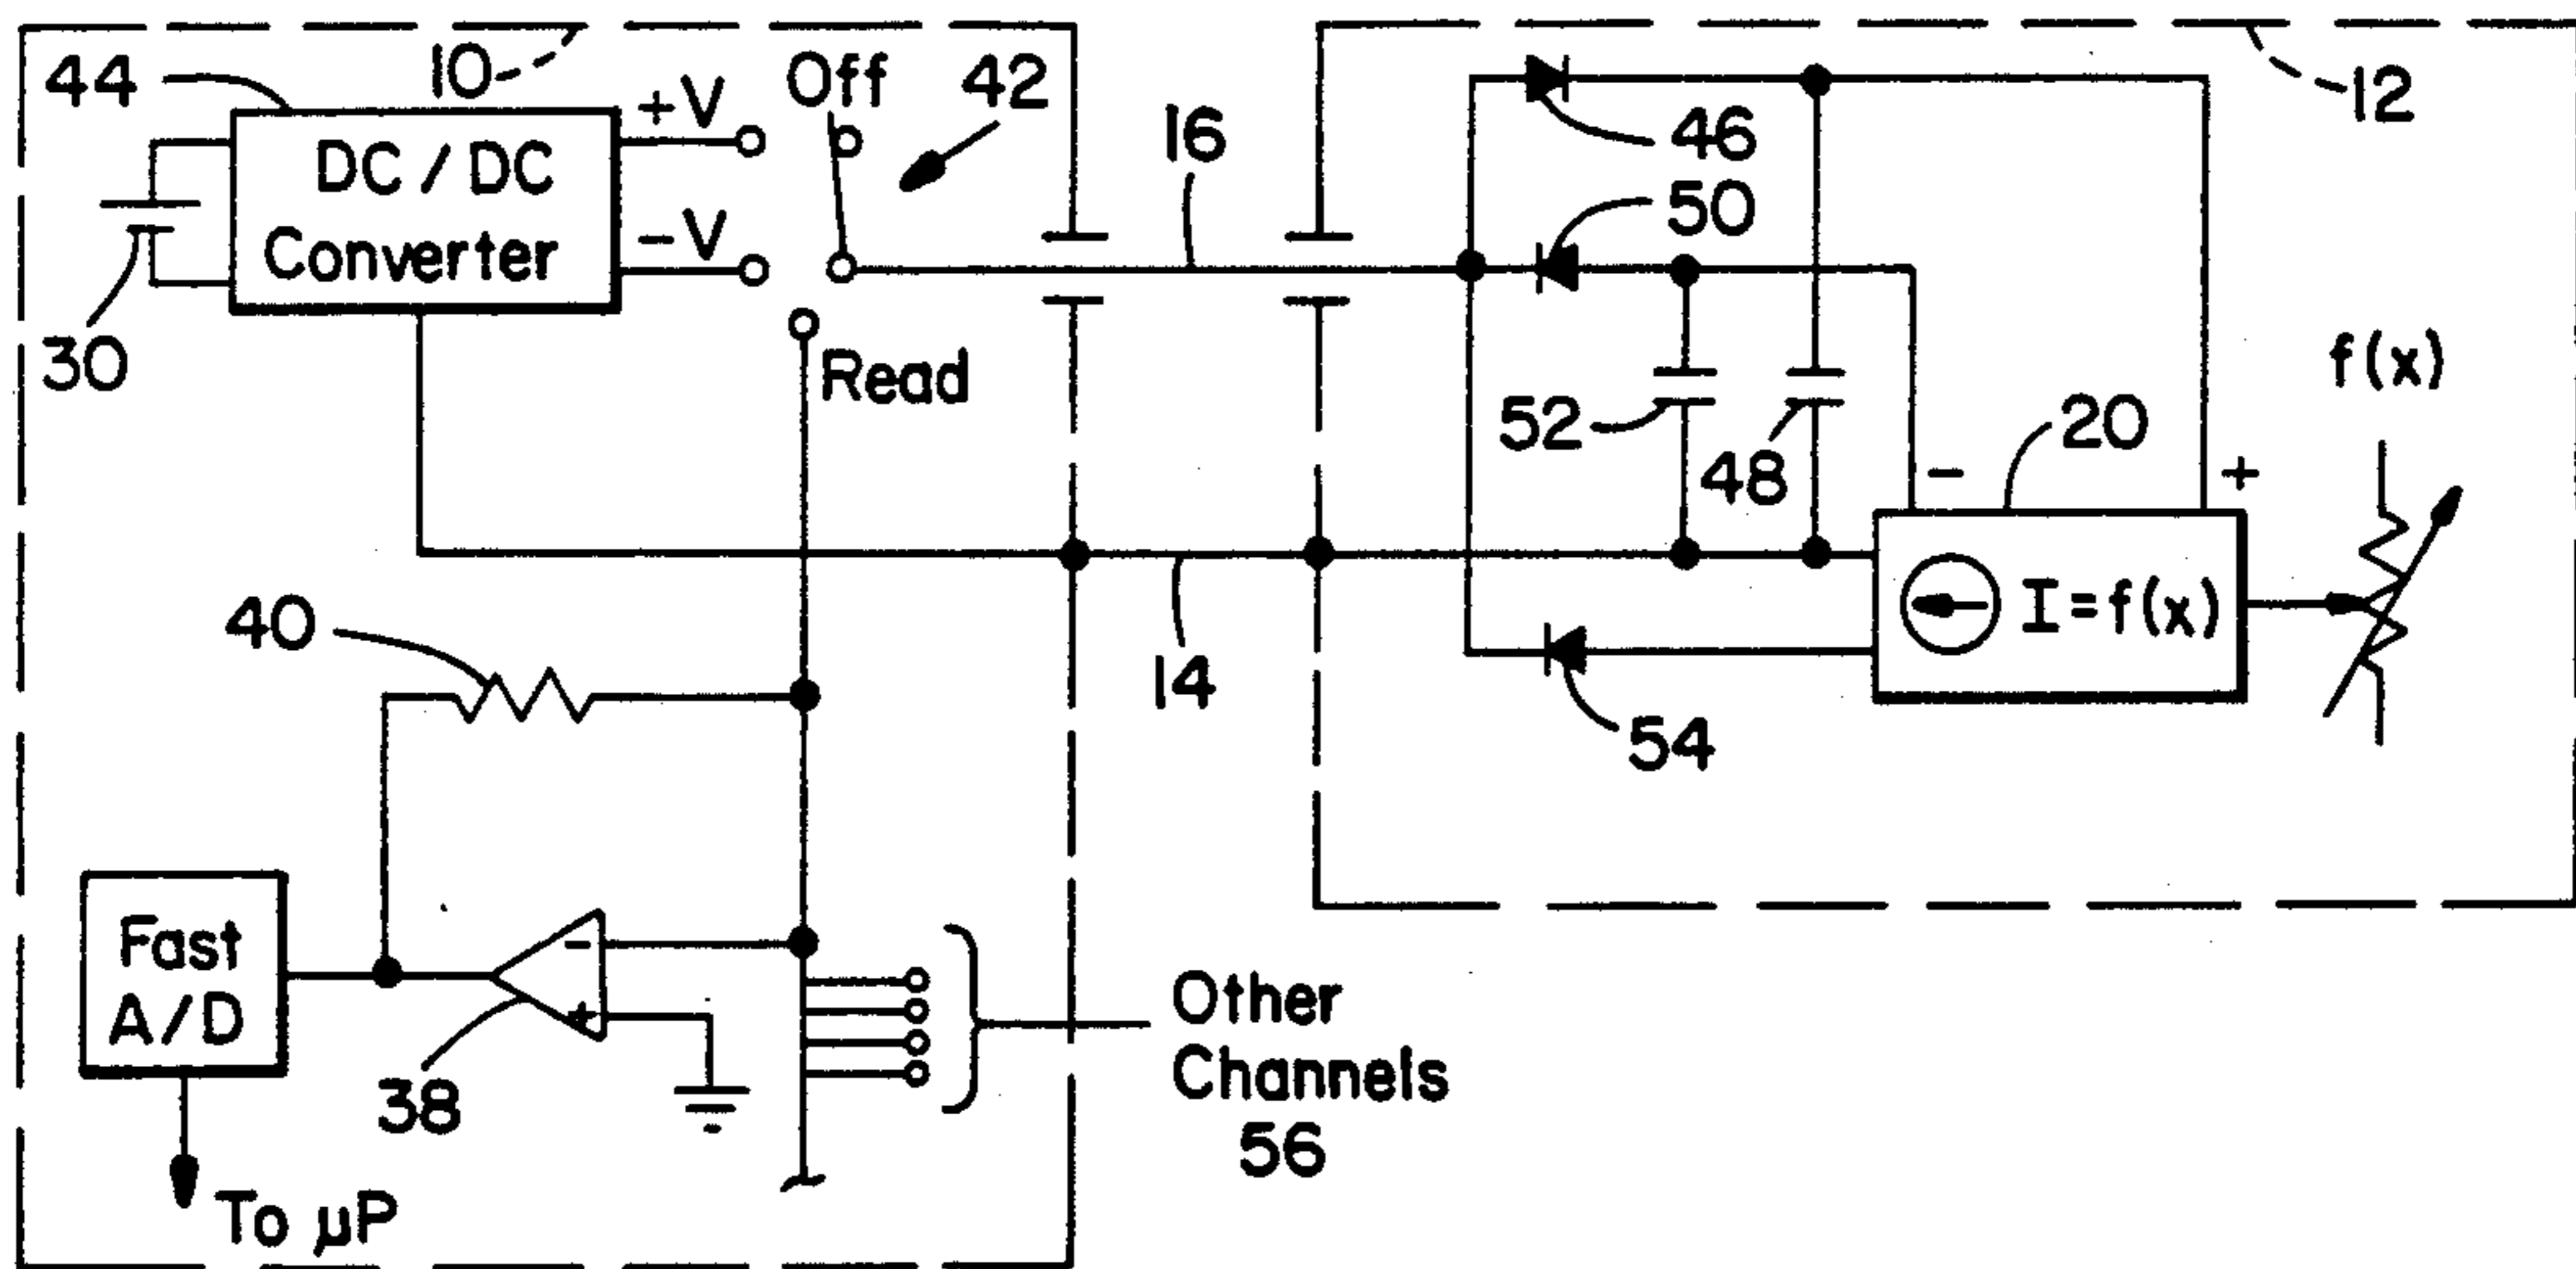 44
10
DC / DC
Converter
30
+V
-V
Off
42
Read
16
14
12
46
50
52
48
20
-
+
I=f(x)
f(x)
54
40
Fast
A/D
-
+
38
To μP
Other
Channels
56